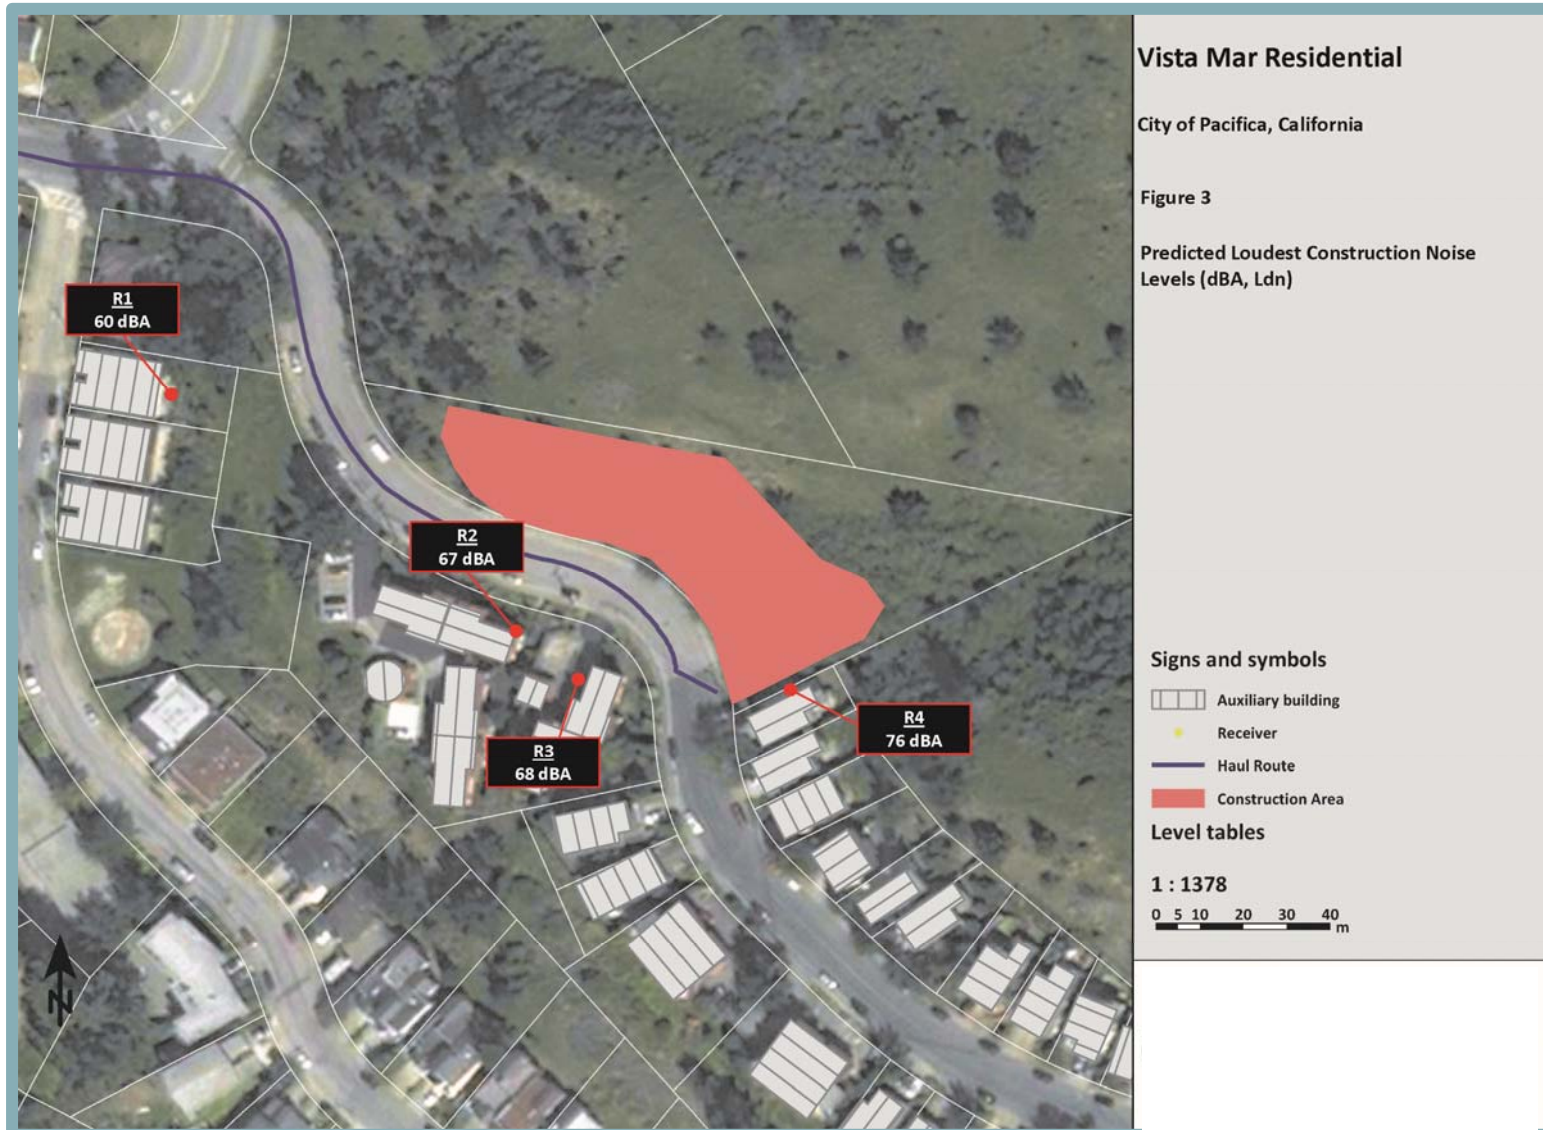 Vista Mar Residential
City of Pacifica, California
Figure 3
Predicted Loudest Construction Noise
Levels (dBA, Ldn)
R1
60 dBA
R2
67 dBA
R3
68 dBA
R4
76 dBA
Signs and symbols
Auxiliary building
Receiver
Haul Route
Construction Area
Level tables
1 : 1378
0 5 10 20 30 40
m
N